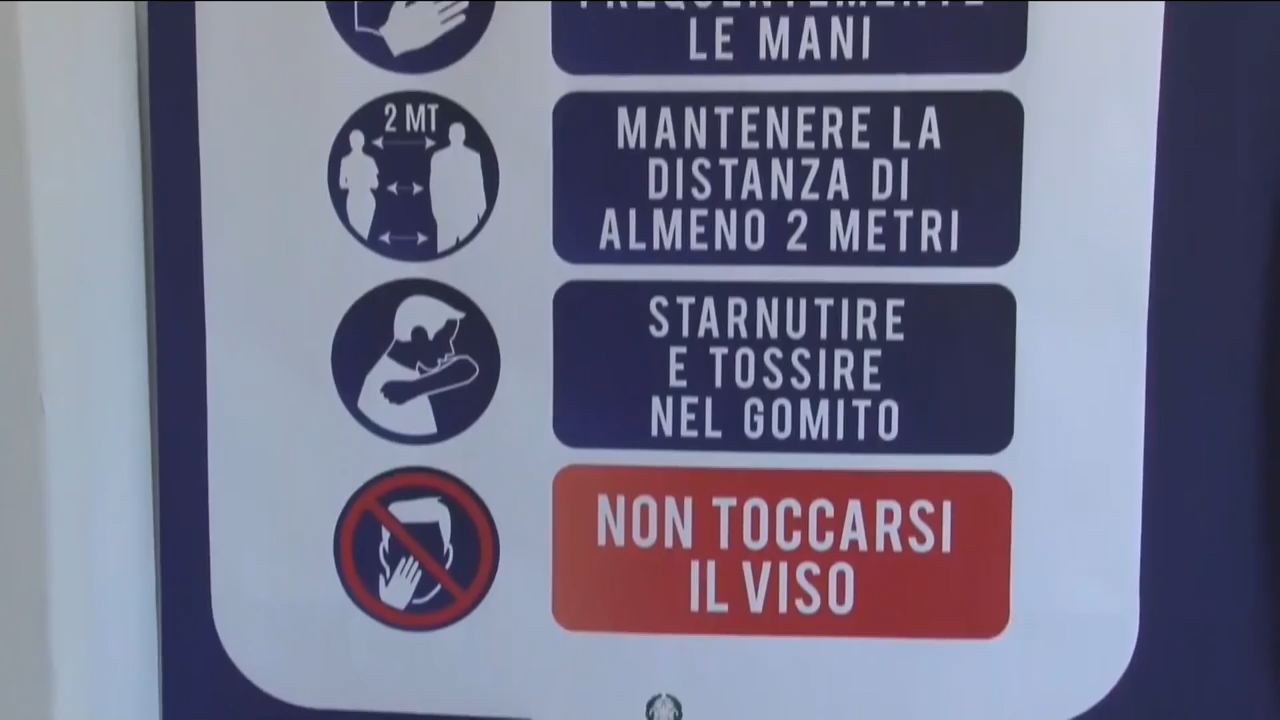 FREQUENTEMENTE
LE MANI
2 MT
MANTENERE LA
DISTANZA DI
ALMENO 2 METRI
STARNUTIRE
E TOSSIRE
NEL GOMITO
NON TOCCARSI
IL VISO